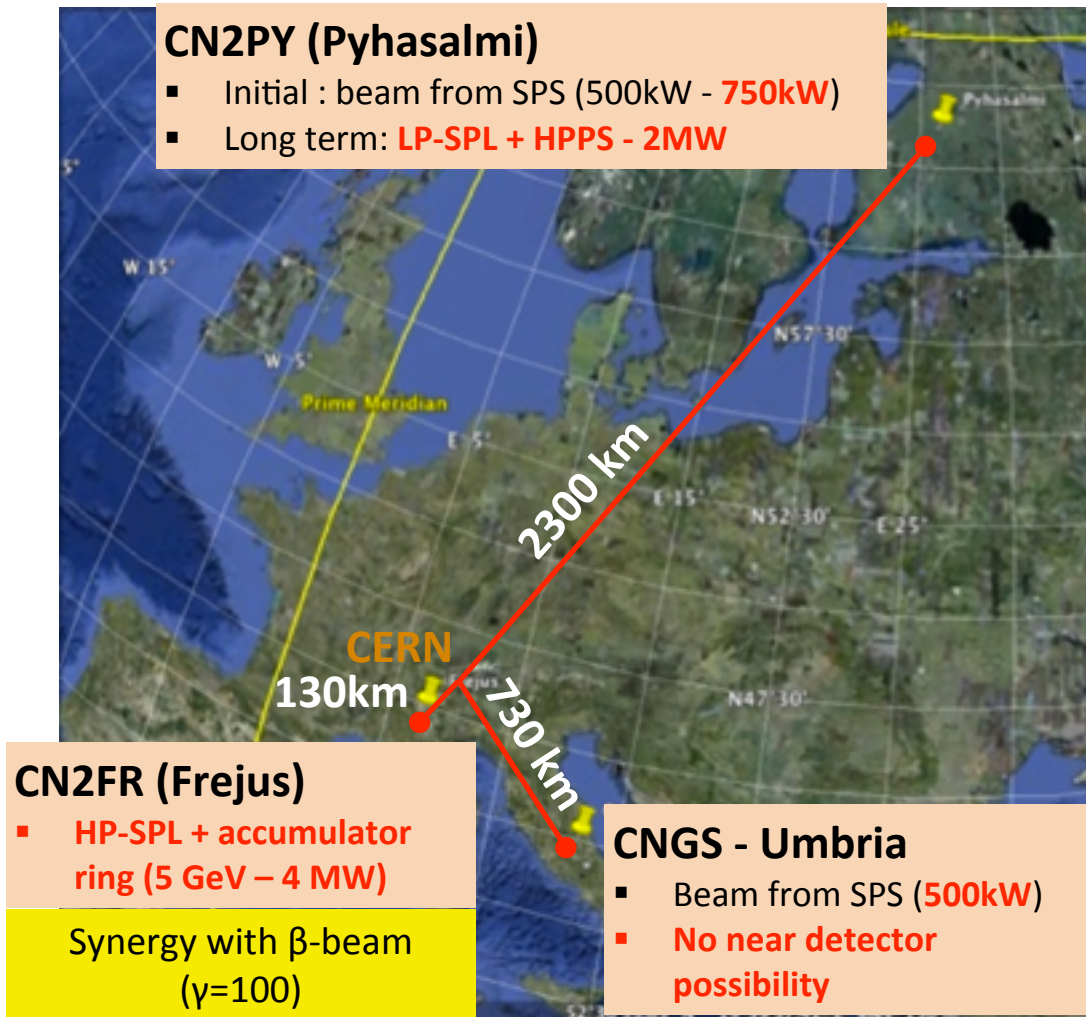 CN2PY (Pyhasalmi)
▪ Initial : beam from SPS (500kW - 750kW)
▪ Long term: LP-SPL + HPPS - 2MW
Pyhasalmi
W 15°
W 5°
N57°30'
Prime Meridian
E 5°
2300 km
E 15°
N52°30'
E 25°
CERN
Frejus
130km
730 km
N47°30'
CN2FR (Frejus)
▪ HP-SPL + accumulator
ring (5 GeV – 4 MW)
Synergy with β-beam
(γ=100)
CNGS - Umbria
▪ Beam from SPS (500kW)
▪ No near detector
possibility